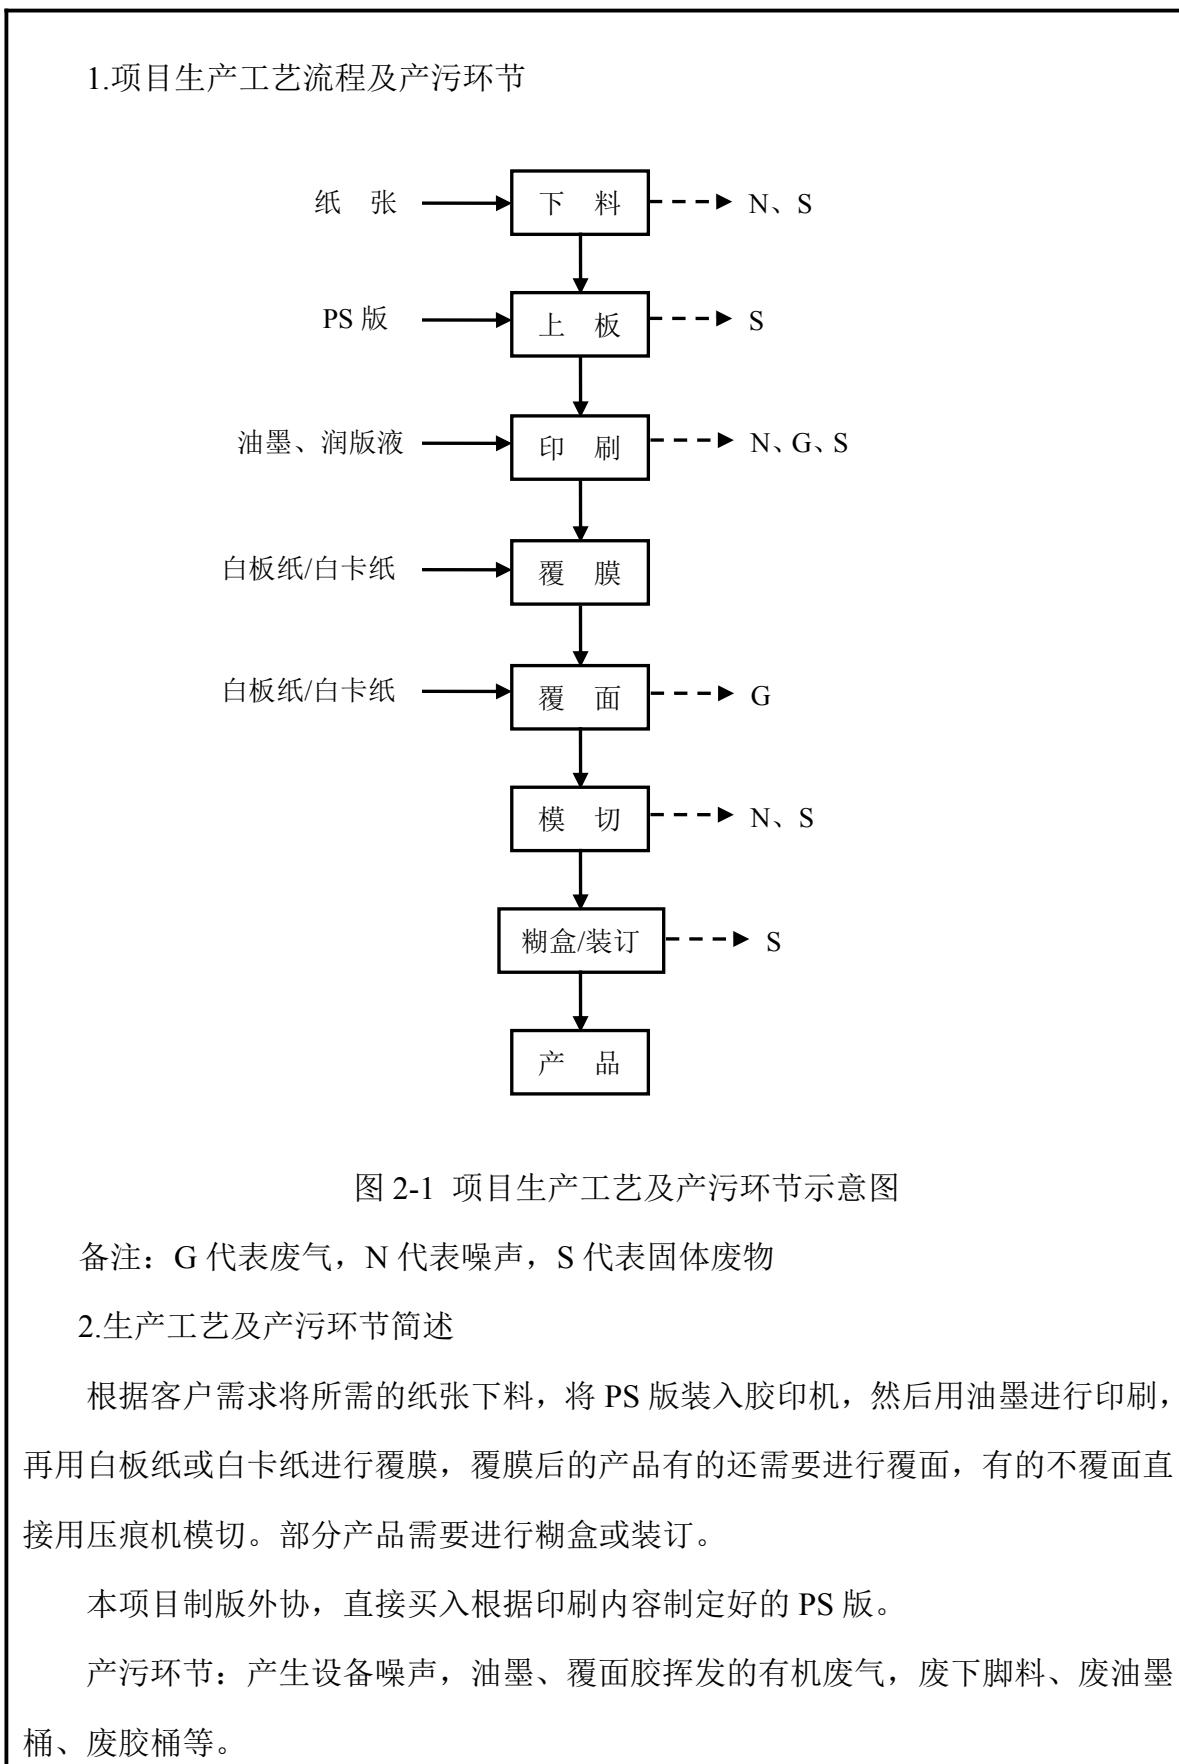 1.项目生产工艺流程及产污环节
纸 张
下 料
N、S
PS 版
上 板
S
油墨、润版液
印 刷
N、G、S
白板纸/白卡纸
覆 膜
白板纸/白卡纸
覆 面
G
模 切
N、S
糊盒/装订
S
产 品
图 2-1 项目生产工艺及产污环节示意图
备注：G 代表废气，N 代表噪声，S 代表固体废物
2.生产工艺及产污环节简述
根据客户需求将所需的纸张下料，将 PS 版装入胶印机，然后用油墨进行印刷，
再用白板纸或白卡纸进行覆膜，覆膜后的产品有的还需要进行覆面，有的不覆面直
接用压痕机模切。部分产品需要进行糊盒或装订。
本项目制版外协，直接买入根据印刷内容制定好的 PS 版。
产污环节：产生设备噪声，油墨、覆面胶挥发的有机废气，废下脚料、废油墨
桶、废胶桶等。